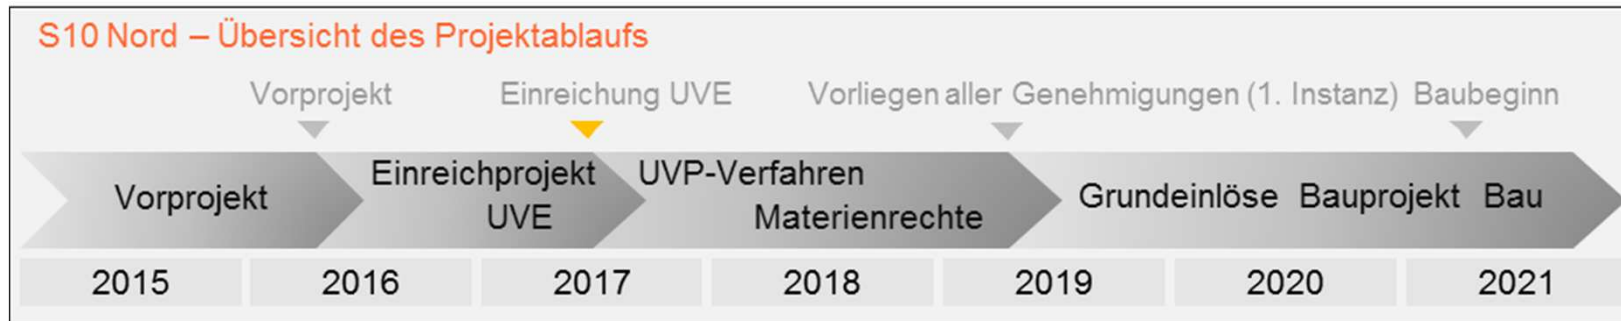 S10 Nord – Übersicht des Projektablaufs
Vorprojekt Einreichung UVE Vorliegen aller Genehmigungen (1. Instanz) Baubeginn
Vorprojekt
Einreichprojekt
UVE
UVP-Verfahren
Materienrechte
Grundeinlöse Bauprojekt Bau
2015 2016 2017 2018 2019 2020 2021